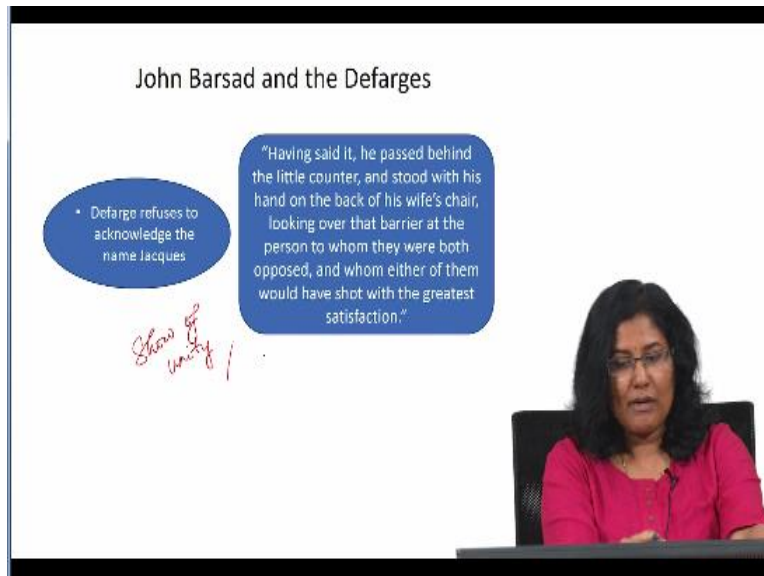 John Barsad and the Defarges
• Defarge refuses to
acknowledge the
name Jacques
“Having said it, he passed behind
the little counter, and stood with his
hand on the back of his wife’s chair,
looking over that barrier at the
person to whom they were both
opposed, and whom either of them
would have shot with the greatest
satisfaction.”
Show of
unity /